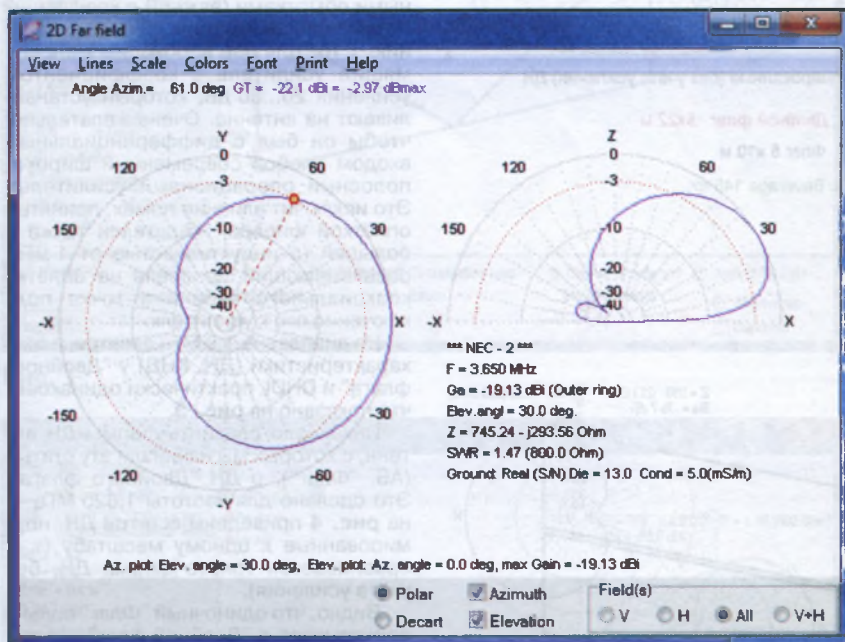 2D Far field
View Lines Scale Colors Font Print Help
Angle Azim.= 61.0 deg GT = -22.1 dBi = -2.97 dBmax
Y
0
120
60
-3
150
-10
30
-20
-30
-40
-X
X
-150
-30
-120
-60
-Y
Z
0
120
60
-3
150
-10
30
-20
-30
-40
-X
X
*** NEC - 2 ***
F = 3.650 MHz
Ga = -19.13 dBi (Outer ring)
Elev.angl = 30.0 deg.
Z = 745.24 - j293.56 Ohm
SWR = 1.47 (800.0 Ohm)
Ground: Real (S/N) Die = 13.0 Cond = 5.0(mS/m)
Az. plot: Elev. angle = 30.0 deg, Elev. plot: Az. angle = 0.0 deg, max Gain = -19.13 dBi
Polar
Azimuth
Field(s)
Decart
Elevation
V
H
All
V+H